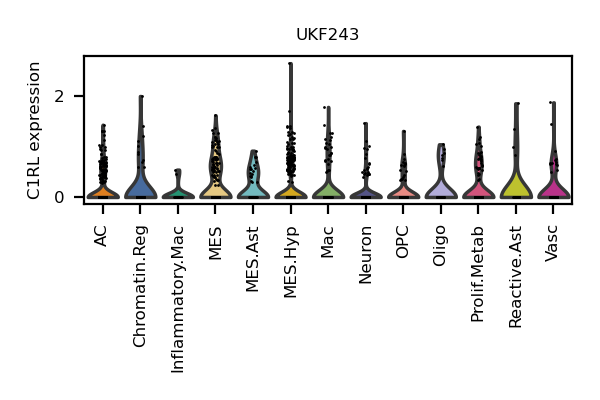 UKF243
C1RL expression
2
0
AC
Chromatin.Reg
Inflammatory.Mac
MES
MES.Ast
MES.Hyp
Mac
Neuron
OPC
Oligo
Prolif.Metab
Reactive.Ast
Vasc